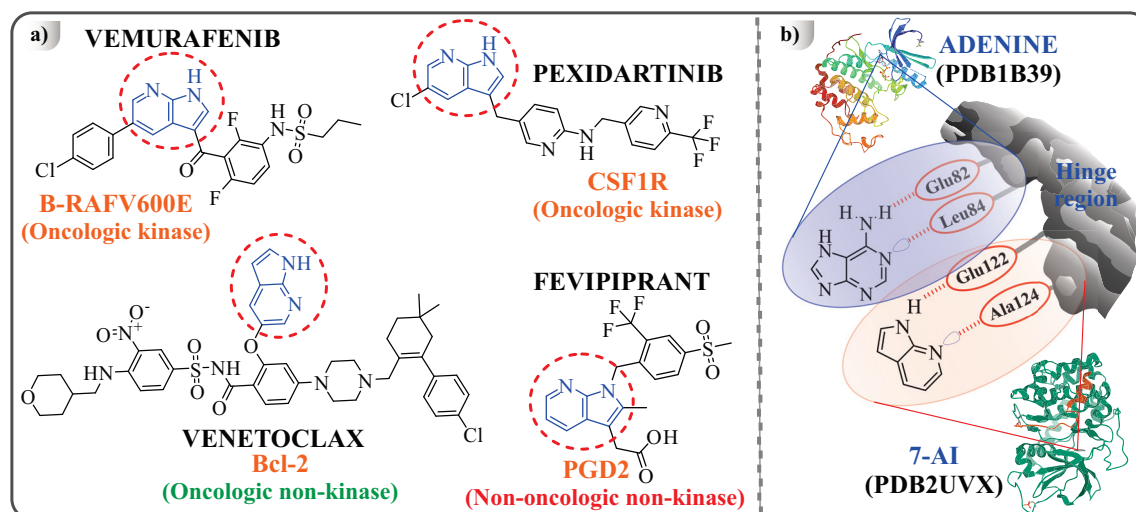 a)
VEMURAFENIB
N
H
N
Cl
O
F
F
H
N
S
O
O
B-RAFV600E
(Oncologic kinase)
PEXIDARTINIB
N
H
N
Cl
N
N
H
N
F
F
F
CSF1R
(Oncologic kinase)
VENETOCLAX
NH
N
O
O⁻
N⁺
O
NH
O
O
S
O
NH
O
N
N
Cl
Bcl-2
(Oncologic non-kinase)
FEVIPIPRANT
F
F
F
O
S
O
N
N
OH
O
PGD2
(Non-oncologic non-kinase)
b)
ADENINE
(PDB1B39)
Hinge
region
Glu82
Leu84
H H
N
H
N
N
N
N
Glu122
Ala124
H
N
N
7-AI
(PDB2UVX)